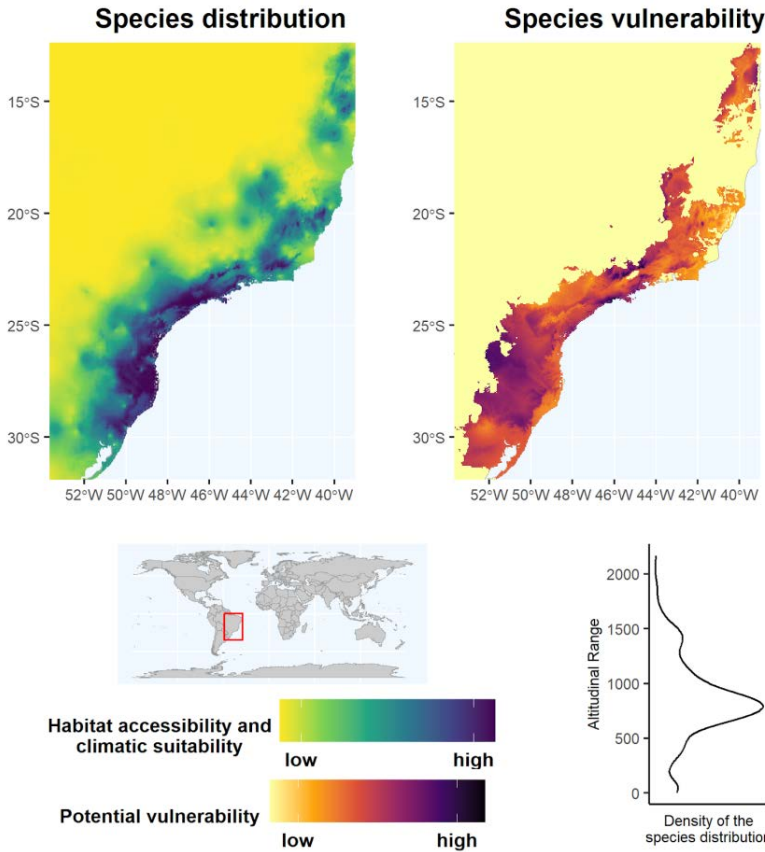 Species distribution
Species vulnerability
15°S
20°S
25°S
30°S
52°W 50°W 48°W 46°W 44°W 42°W 40°W
15°S
20°S
25°S
30°S
52°W 50°W 48°W 46°W 44°W 42°W 40°W
Habitat accessibility and
climatic suitability
low
high
Potential vulnerability
low
high
Altitudinal Range
2000
1500
1000
500
0
Density of the
species distribution